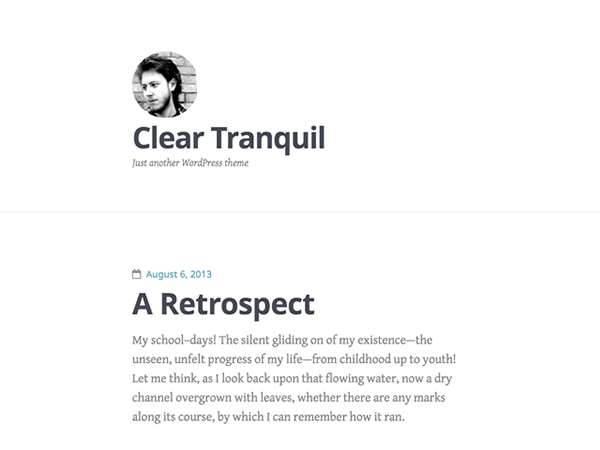 Clear Tranquil
Just another WordPress theme
August 6, 2013
A Retrospect
My school–days! The silent gliding on of my existence—the
unseen, unfelt progress of my life—from childhood up to youth!
Let me think, as I look back upon that flowing water, now a dry
channel overgrown with leaves, whether there are any marks
along its course, by which I can remember how it ran.